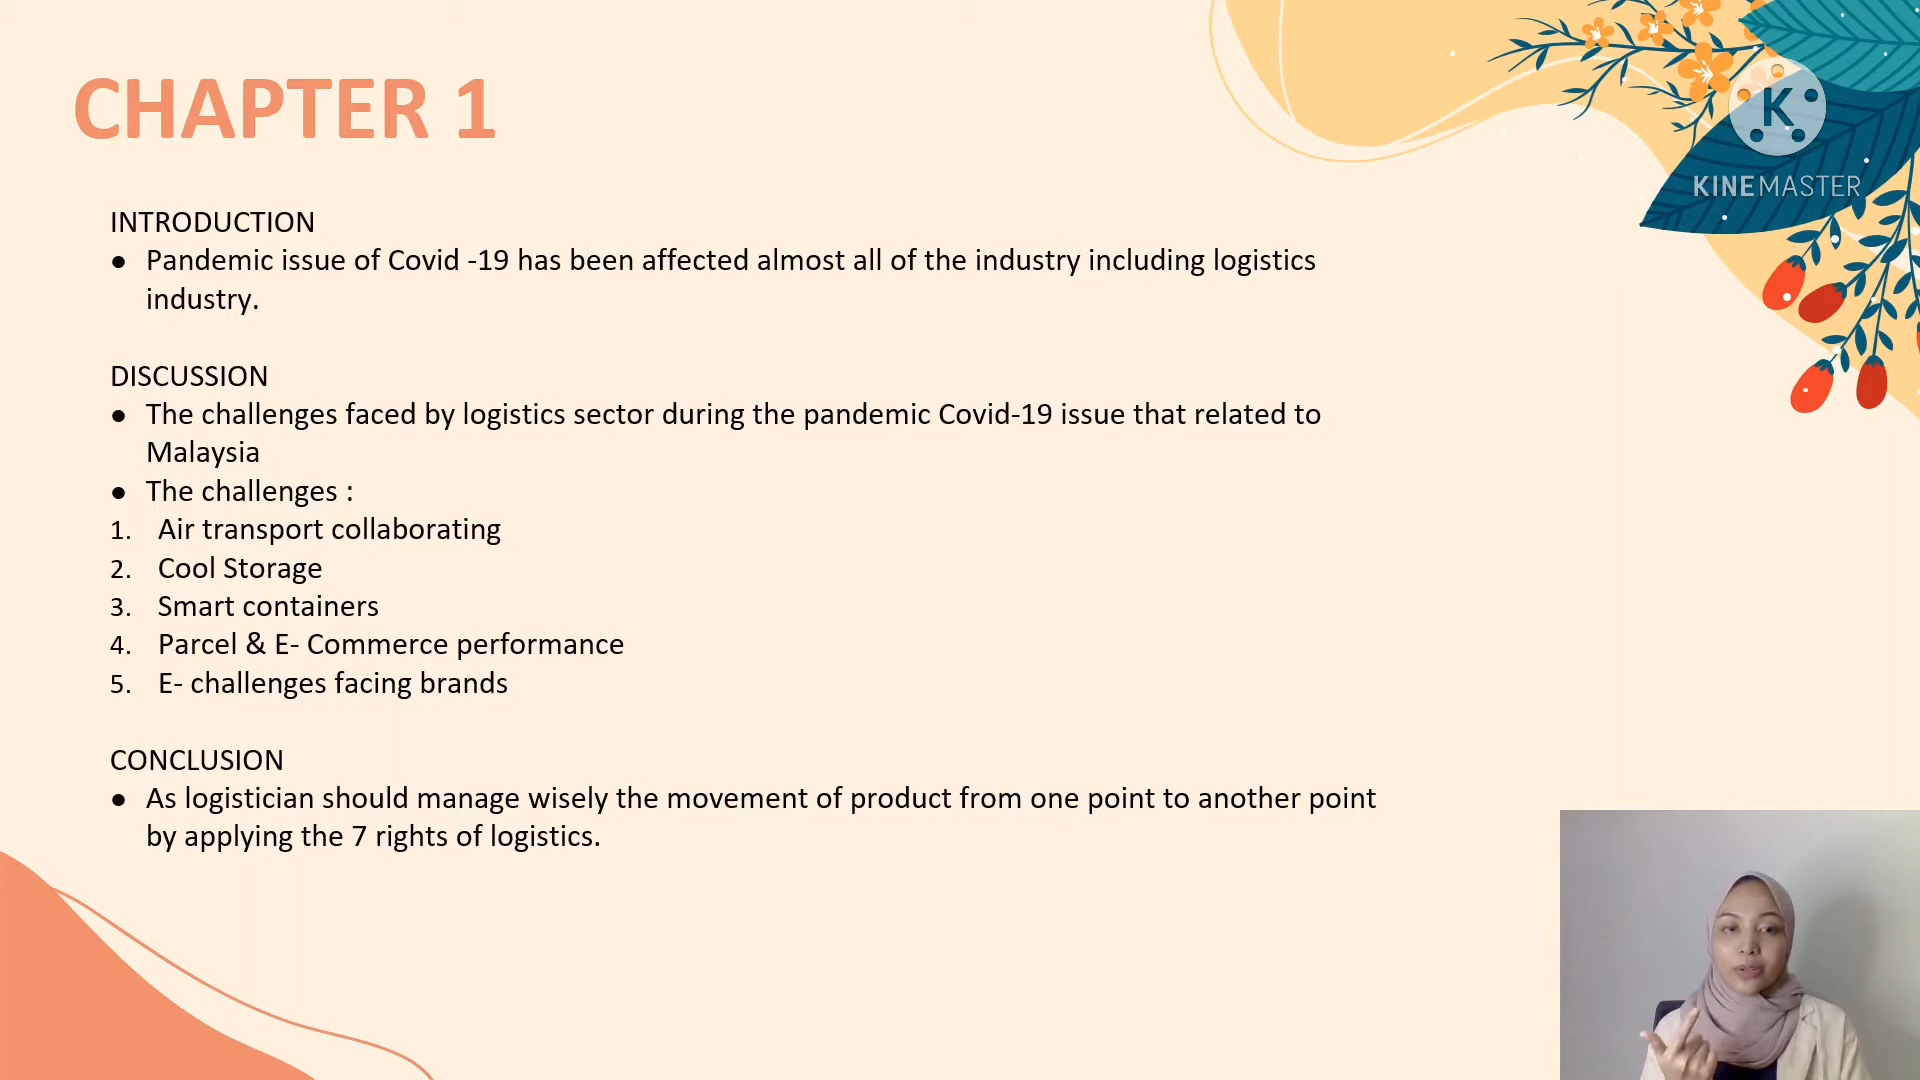 CHAPTER 1
INTRODUCTION
● Pandemic issue of Covid -19 has been affected almost all of the industry including logistics
industry.
DISCUSSION
● The challenges faced by logistics sector during the pandemic Covid-19 issue that related to
Malaysia
● The challenges :
1. Air transport collaborating
2. Cool Storage
3. Smart containers
4. Parcel & E- Commerce performance
5. E- challenges facing brands
CONCLUSION
● As logistician should manage wisely the movement of product from one point to another point
by applying the 7 rights of logistics.
K
KINEMASTER